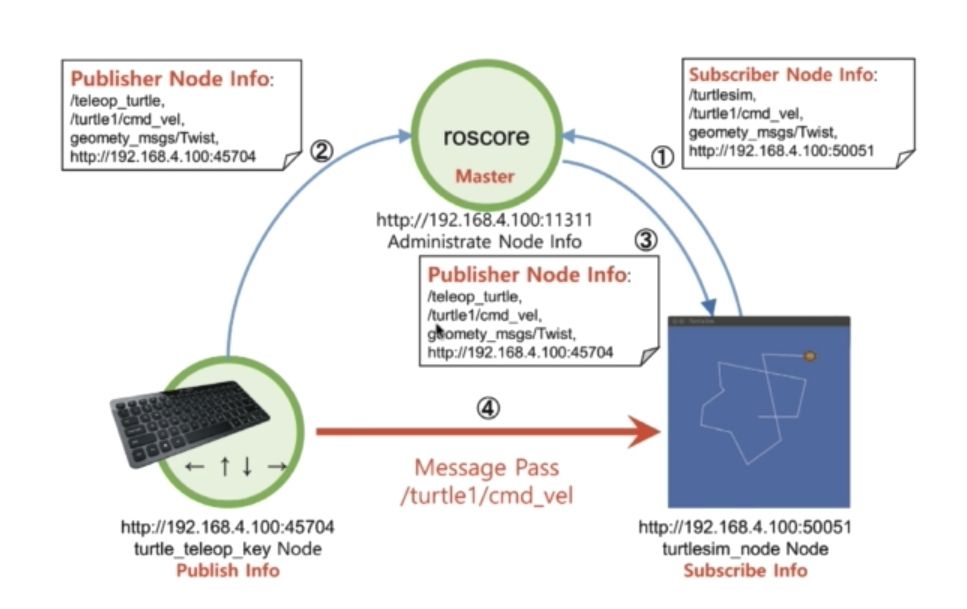 Publisher Node Info:
/teleop_turtle,
/turtle1/cmd_vel,
geomety_msgs/Twist,
http://192.168.4.100:45704
②
roscore
Master
http://192.168.4.100:11311
Administrate Node Info
Subscriber Node Info:
/turtlesim,
/turtle1/cmd_vel,
geomety_msgs/Twist,
http://192.168.4.100:50051
①
③
Publisher Node Info:
/teleop_turtle,
/turtle1/cmd_vel,
geomety_msgs/Twist,
http://192.168.4.100:45704
④
Message Pass
/turtle1/cmd_vel
← ↑ ↓ →
http://192.168.4.100:45704
turtle_teleop_key Node
Publish Info
http://192.168.4.100:50051
turtlesim_node Node
Subscribe Info